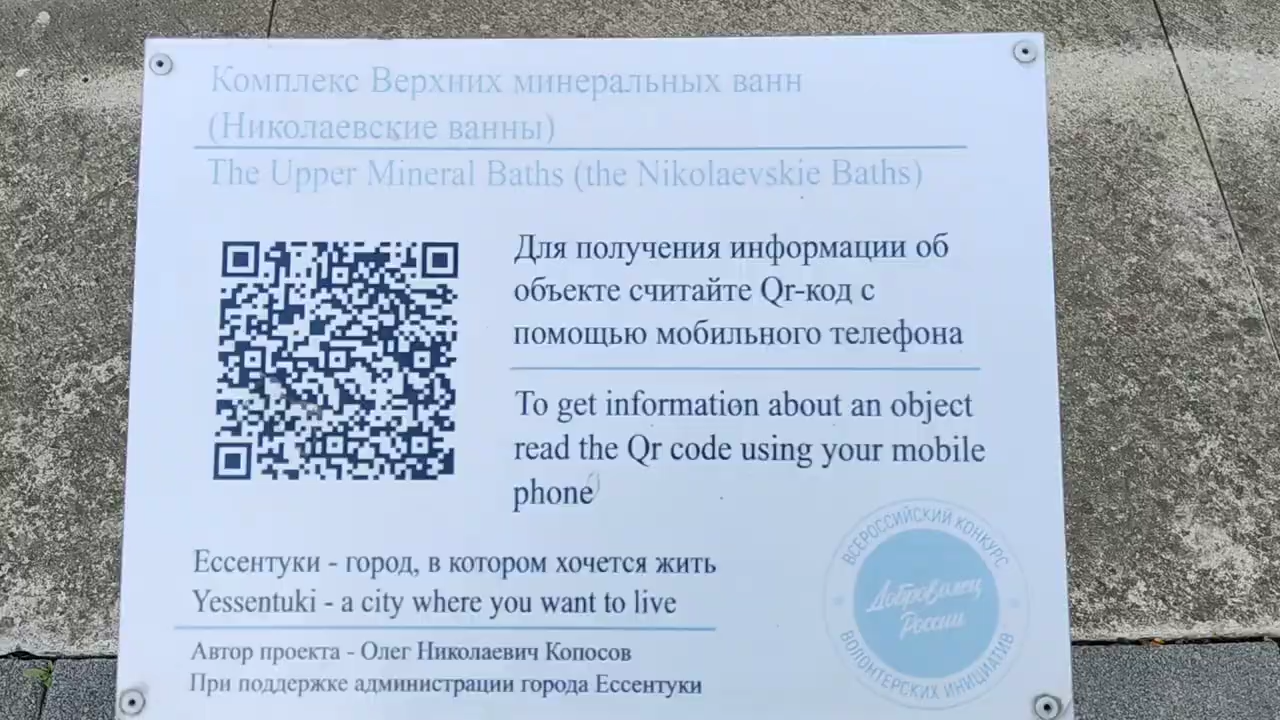 Комплекс Верхних минеральных ванн
(Николаевские ванны)
The Upper Mineral Baths (the Nikolaevskie Baths)
Для получения информации об
объекте считайте Qr-код с
помощью мобильного телефона
To get information about an object
read the Qr code using your mobile
phone
Ессентуки - город, в котором хочется жить
Yessentuki - a city where you want to live
Автор проекта - Олег Николаевич Копосов
При поддержке администрации города Ессентуки
ВСЕРОССИЙСКИЙ КОНКУРС
Доброволец
России
ВОЛОНТЕРСКИХ ИНИЦИАТИВ